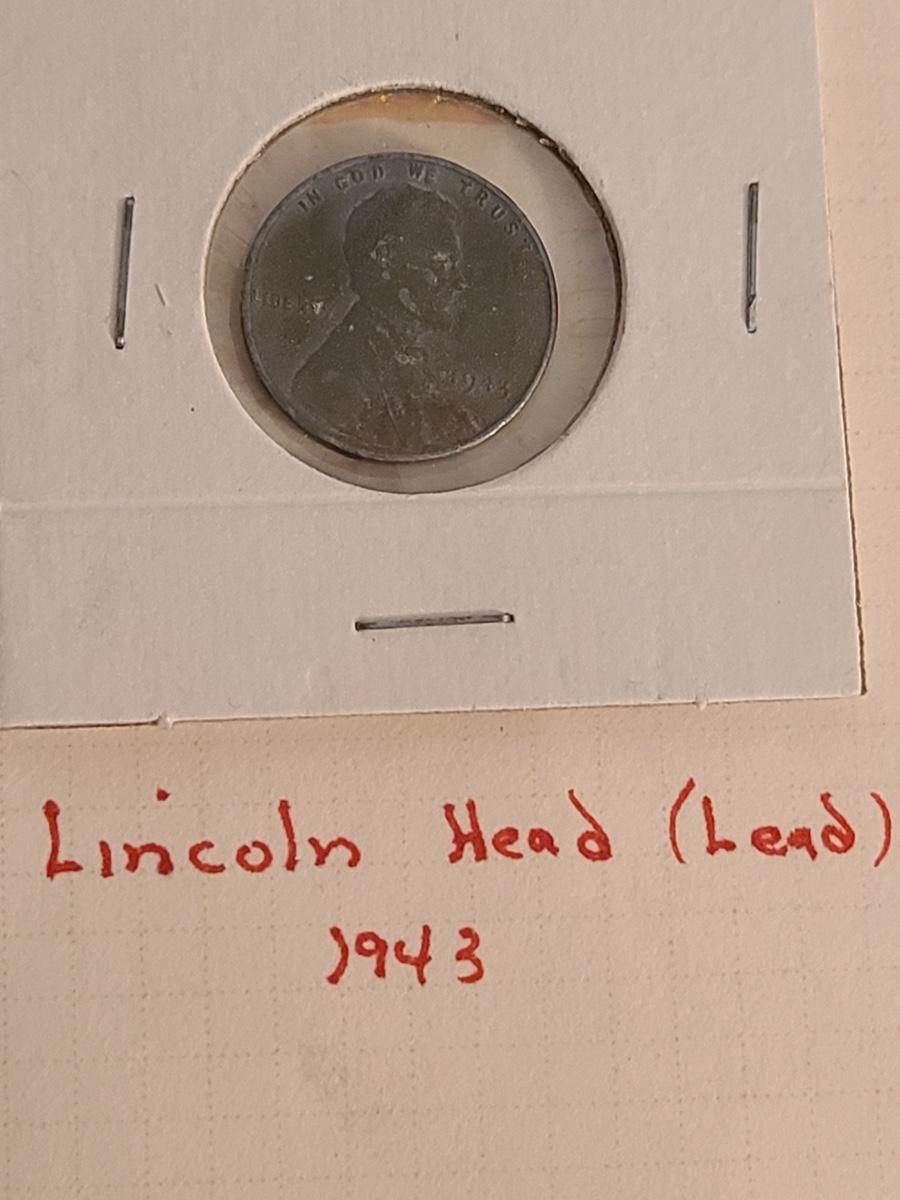 IN GOD WE TRUST
LIBERTY
1943
Lincoln Head (Lead)
1943